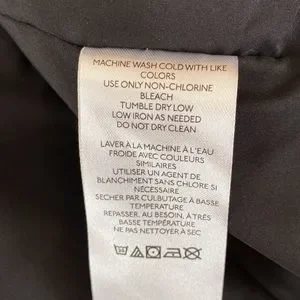 MACHINE WASH COLD WITH LIKE
COLORS
USE ONLY NON-CHLORINE
BLEACH
TUMBLE DRY LOW
LOW IRON AS NEEDED
DO NOT DRY CLEAN
LAVER À LA MACHINE À L'EAU
FROIDE AVEC COULEURS
SIMILAIRES
UTILISER UN AGENT DE
BLANCHIMENT SANS CHLORE SI
NÉCESSAIRE
SECHER PAR CULBUTAGE À BASSE
TEMPERATURE
REPASSER, AU BESOIN, À TRÈS
BASSE TEMPÉRATURE
NE PAS NETTOYER À SEC